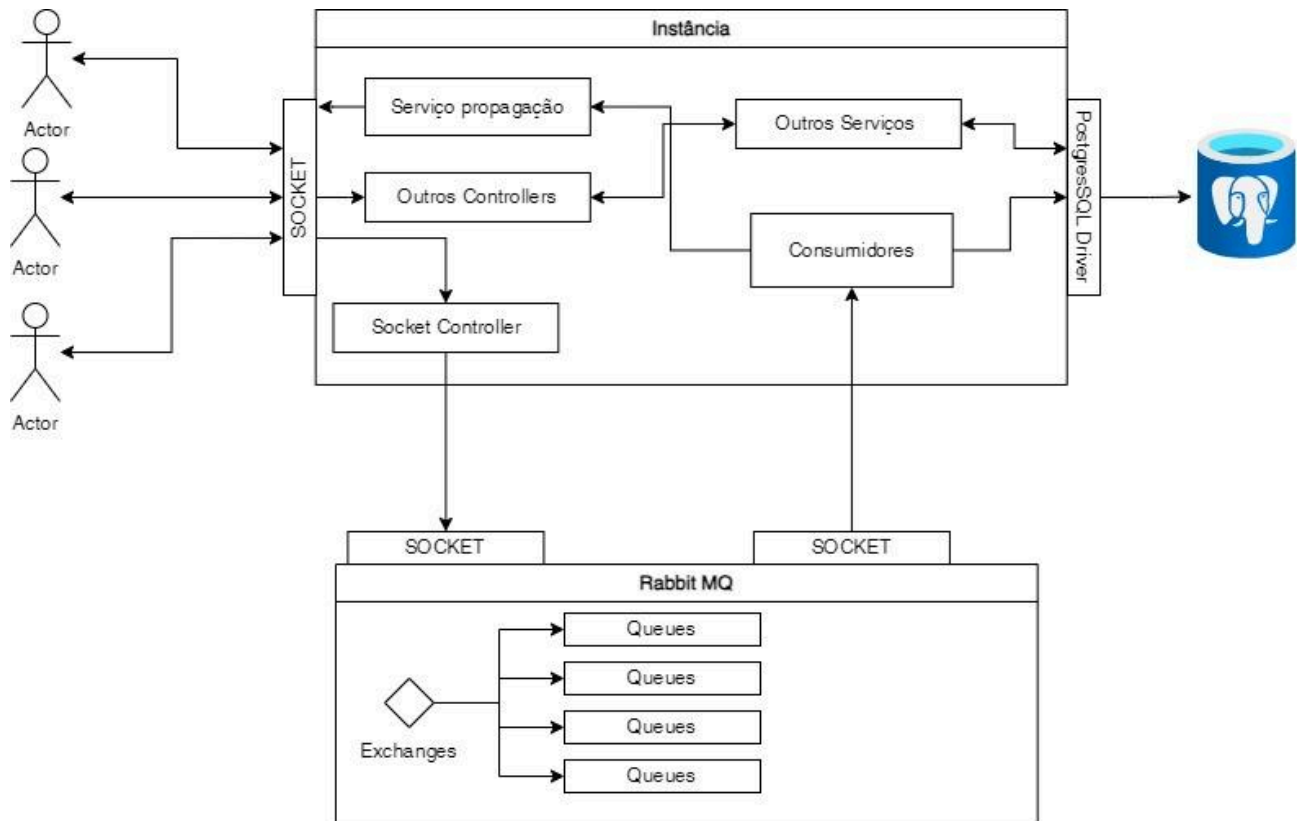 Instância
Serviço propagação
Outros Serviços
Actor
SOCKET
PostgresSQL Driver
Outros Controllers
Actor
Consumidores
Socket Controller
Actor
SOCKET
SOCKET
Rabbit MQ
Queues
Queues
Queues
Exchanges
Queues